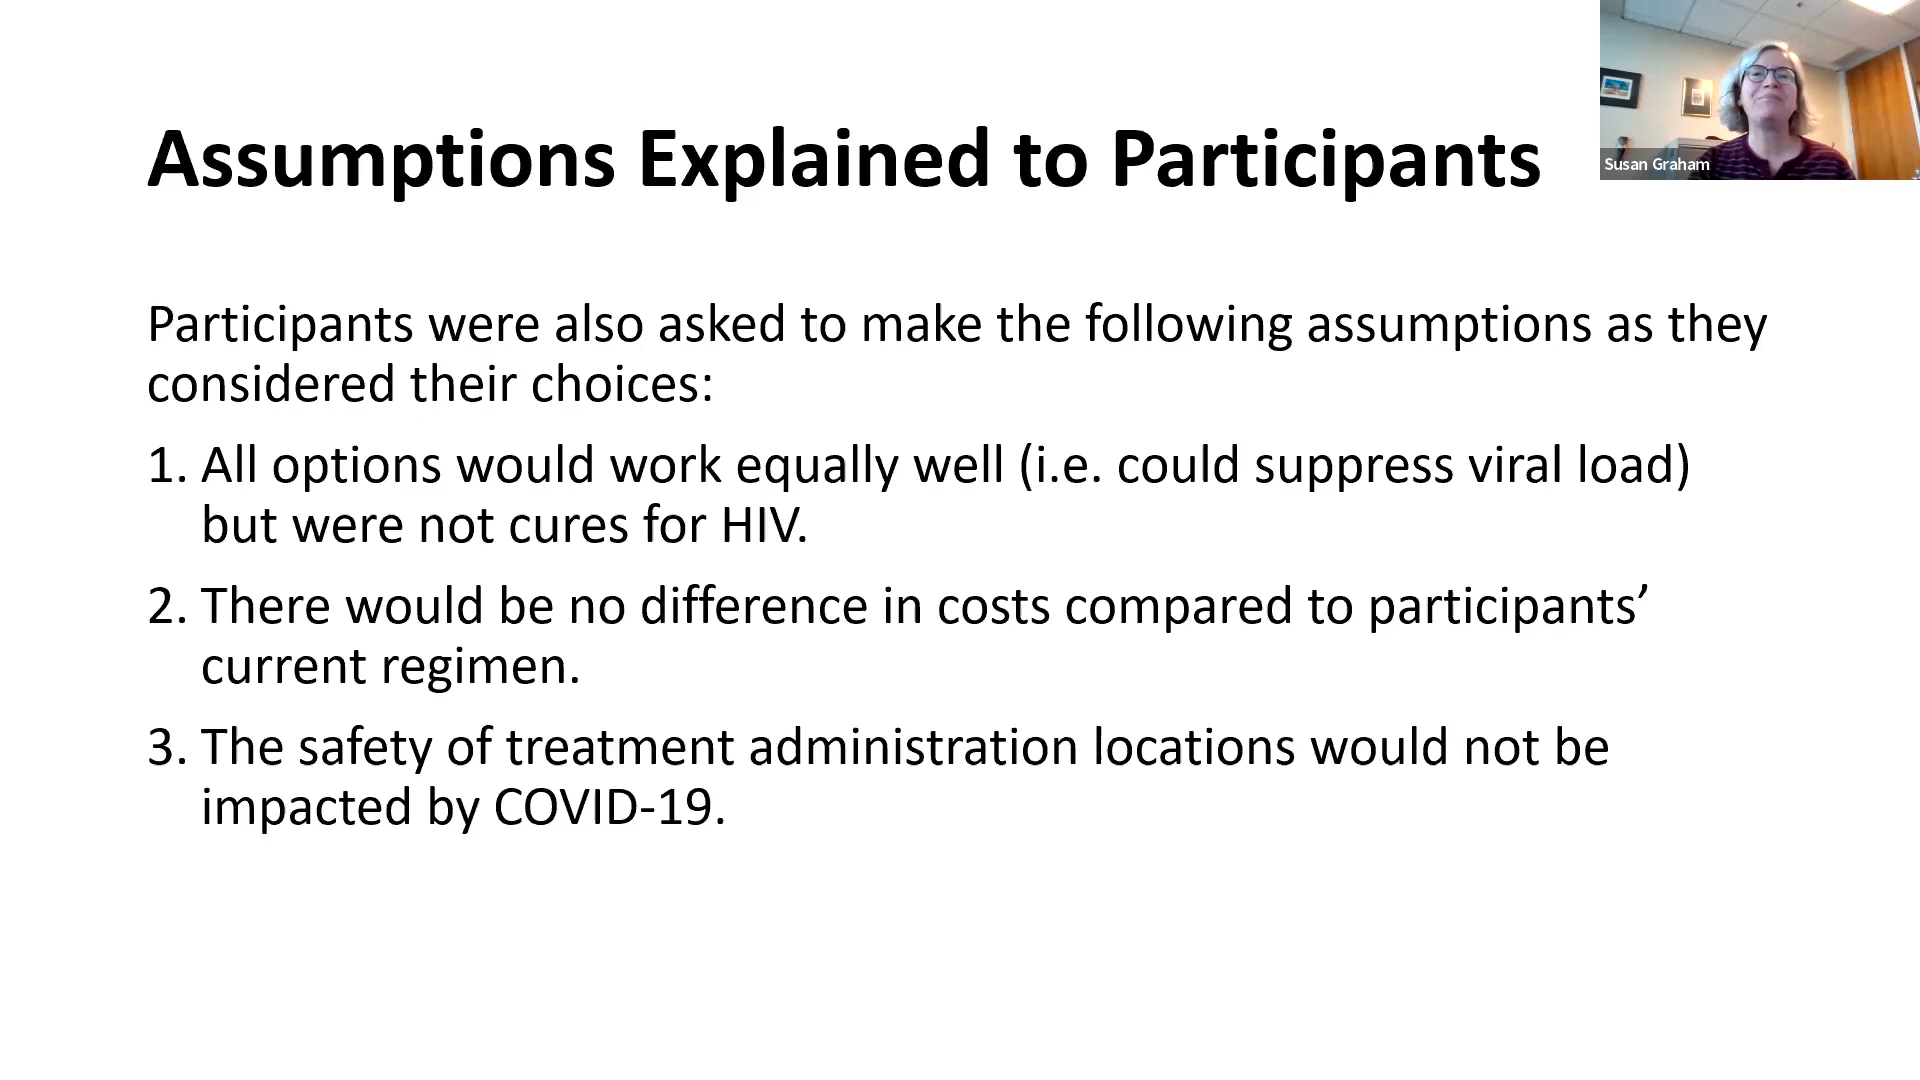 Susan Graham
Assumptions Explained to Participants
Participants were also asked to make the following assumptions as they
considered their choices:
1. All options would work equally well (i.e. could suppress viral load)
but were not cures for HIV.
2. There would be no difference in costs compared to participants’
current regimen.
3. The safety of treatment administration locations would not be
impacted by COVID-19.